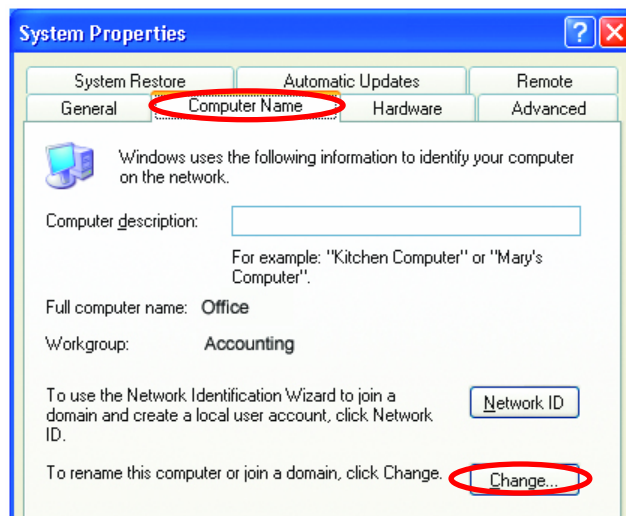 System Properties
System Restore Automatic Updates Remote
General Computer Name Hardware Advanced
Windows uses the following information to identify your computer
on the network.
Computer description:
For example: "Kitchen Computer" or "Mary's
Computer".
Full computer name: Office
Workgroup: Accounting
To use the Network Identification Wizard to join a
domain and create a local user account, click Network
ID.
Network ID
To rename this computer or join a domain, click Change.
Change...